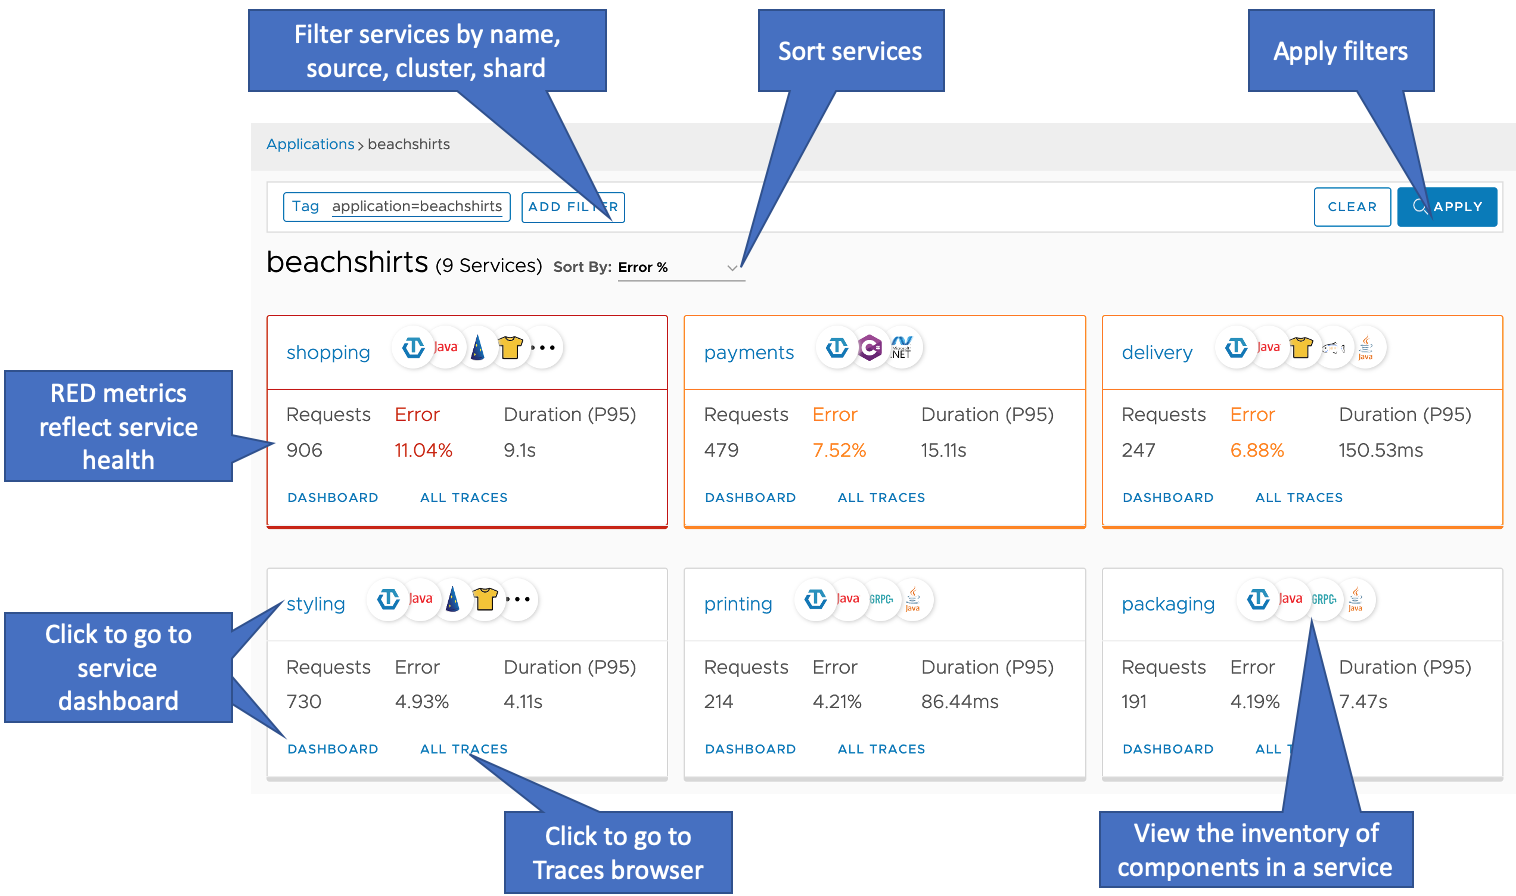 Filter services by name,
source, cluster, shard
Sort services
Apply filters
Applications > beachshirts
Tag application=beachshirts ADD FILTER CLEAR APPLY
beachshirts (9 Services) Sort By: Error %
shopping Java
payments .NET
delivery Java Java
RED metrics
reflect service
health
Requests Error Duration (P95)
906 11.04% 9.1s
DASHBOARD ALL TRACES
Requests Error Duration (P95)
479 7.52% 15.11s
DASHBOARD ALL TRACES
Requests Error Duration (P95)
247 6.88% 150.53ms
DASHBOARD ALL TRACES
styling Java
printing Java GRPC Java
packaging Java GRPC Java
Click to go to
service
dashboard
Requests Error Duration (P95)
730 4.93% 4.11s
DASHBOARD ALL TRACES
Requests Error Duration (P95)
214 4.21% 86.44ms
DASHBOARD ALL TRACES
Requests Error Duration (P95)
191 4.19% 7.47s
DASHBOARD ALL
Click to go to
Traces browser
View the inventory of
components in a service